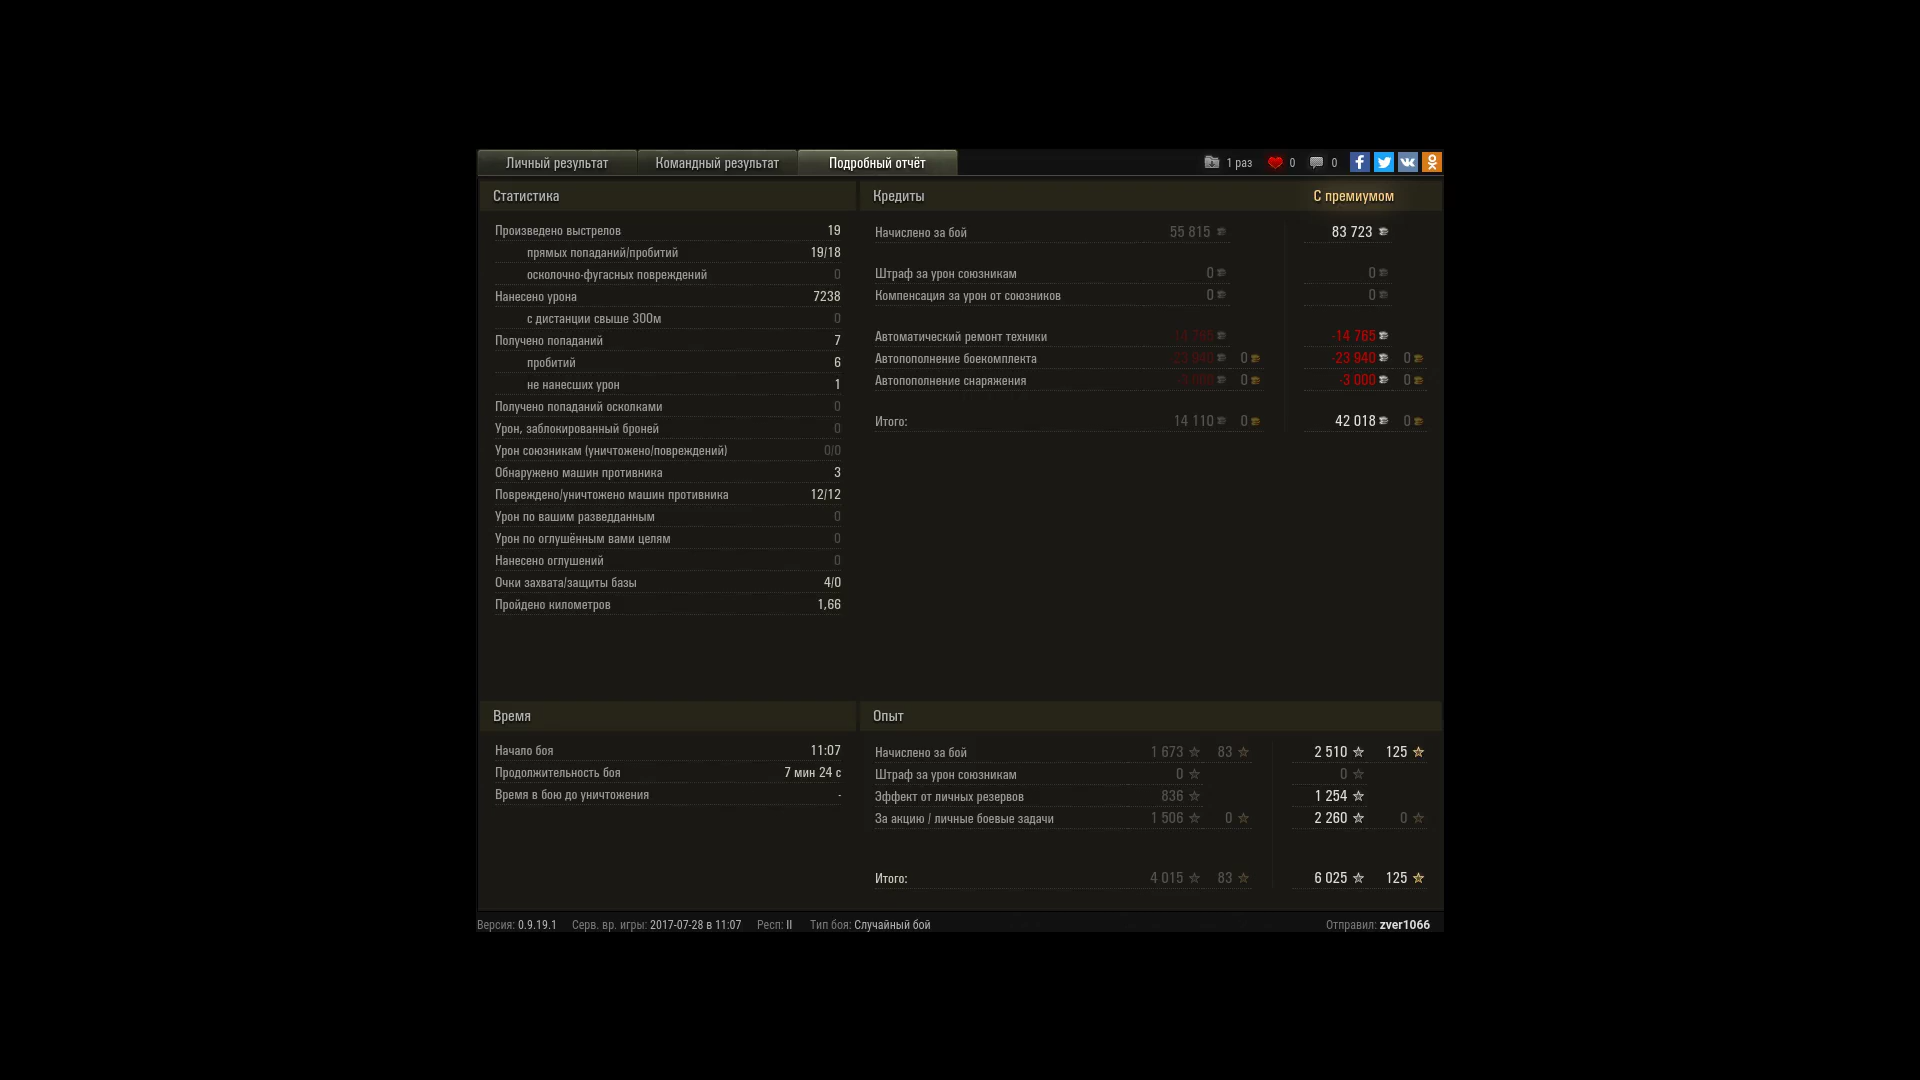 Личный результат Командный результат Подробный отчёт 1 раз 0 0
Статистика
Произведено выстрелов 19
прямых попаданий/пробитий 19/18
осколочно-фугасных повреждений 0
Нанесено урона 7238
с дистанции свыше 300м 0
Получено попаданий 7
пробитий 6
не нанесших урон 1
Получено попаданий осколками 0
Урон, заблокированный броней 0
Урон союзникам (уничтожено/повреждений) 0/0
Обнаружено машин противника 3
Повреждено/уничтожено машин противника 12/12
Урон по вашим разведданным 0
Урон по оглушённым вами целям 0
Нанесено оглушений 0
Очки захвата/защиты базы 4/0
Пройдено километров 1,66
Кредиты С премиумом
Начислено за бой 55 815 83 723
Штраф за урон союзникам 0 0
Компенсация за урон от союзников 0 0
Автоматический ремонт техники -14 765 -14 765
Автопополнение боекомплекта -23 940 0 -23 940 0
Автопополнение снаряжения -3 000 0 -3 000 0
Итого: 14 110 0 42 018 0
Время
Начало боя 11:07
Продолжительность боя 7 мин 24 с
Время в бою до уничтожения -
Опыт
Начислено за бой 1 673 83 2 510 125
Штраф за урон союзникам 0 0
Эффект от личных резервов 836 1 254
За акцию / личные боевые задачи 1 506 0 2 260 0
Итого: 4 015 83 6 025 125
Версия: 0.9.19.1 Серв. вр. игры: 2017-07-28 в 11:07 Респ: II Тип боя: Случайный бой Отправил: zver1066